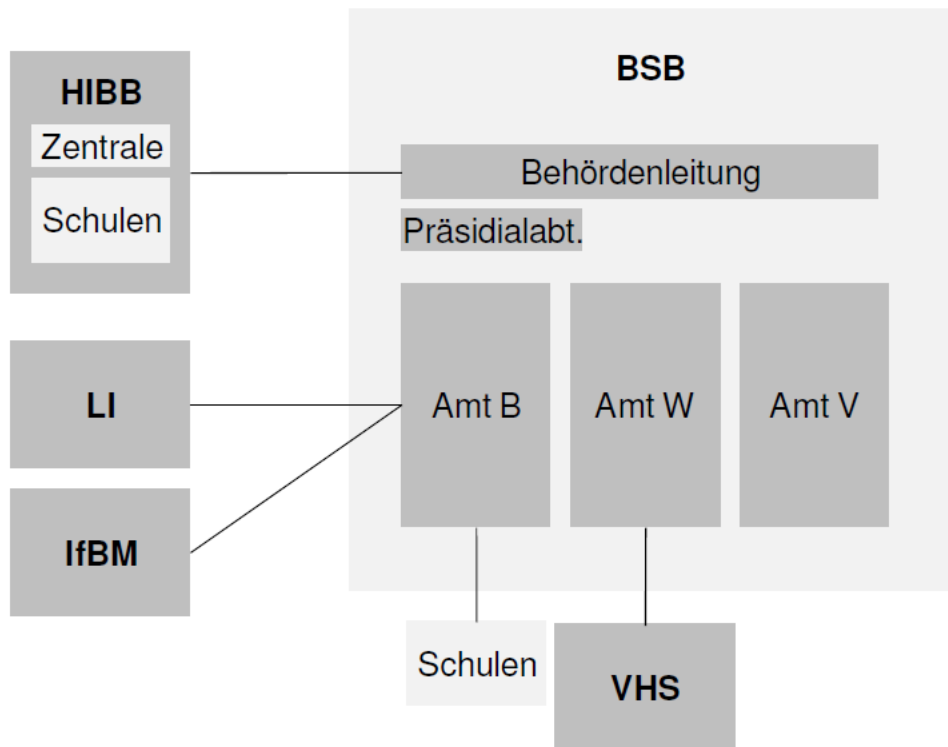 HIBB
Zentrale
Schulen
BSB
Behördenleitung
Präsidialabt.
LI
IfBM
Amt B
Amt W
Amt V
Schulen
VHS